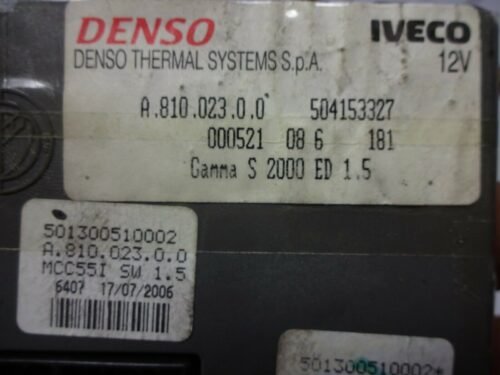 DENSO IVECO
DENSO THERMAL SYSTEMS S.p.A. 12V
A.810.023.0.0 504153327
000521 08 6 181
Gamma S 2000 ED 1.5
501300510002
A.810.023.0.0
MCC55I SW 1.5
6407 17/07/2006
501300510002*